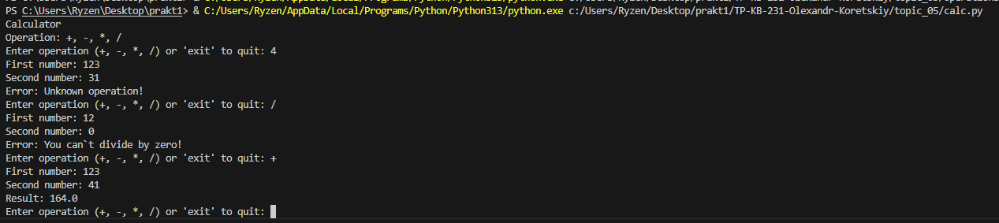 PS C:\Users\Ryzen\Desktop\prakt1> & C:/Users/Ryzen/AppData/Local/Programs/Python/Python313/python.exe c:/Users/Ryzen/Desktop/prakt1/TP-KB-231-Olexandr-Koretskiy/topic_05/calc.py
Calculator
Operation: +, -, *, /
Enter operation (+, -, *, /) or 'exit' to quit: 4
First number: 123
Second number: 31
Error: Unknown operation!
Enter operation (+, -, *, /) or 'exit' to quit: /
First number: 12
Second number: 0
Error: You can`t divide by zero!
Enter operation (+, -, *, /) or 'exit' to quit: +
First number: 123
Second number: 41
Result: 164.0
Enter operation (+, -, *, /) or 'exit' to quit: